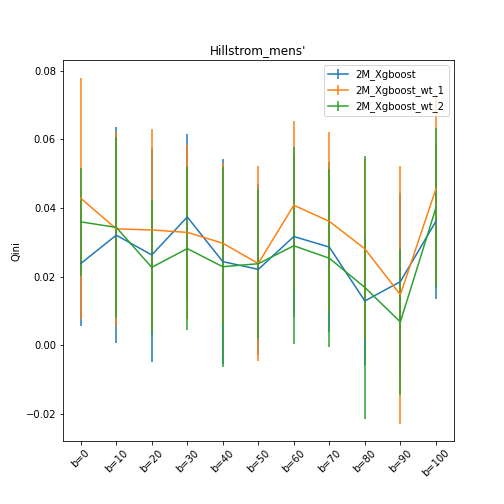 Hillstrom_mens'
2M_Xgboost
2M_Xgboost_wt_1
2M_Xgboost_wt_2
0.08
0.06
0.04
0.02
0.00
−0.02
Qini
b=0
b=10
b=20
b=30
b=40
b=50
b=60
b=70
b=80
b=90
b=100